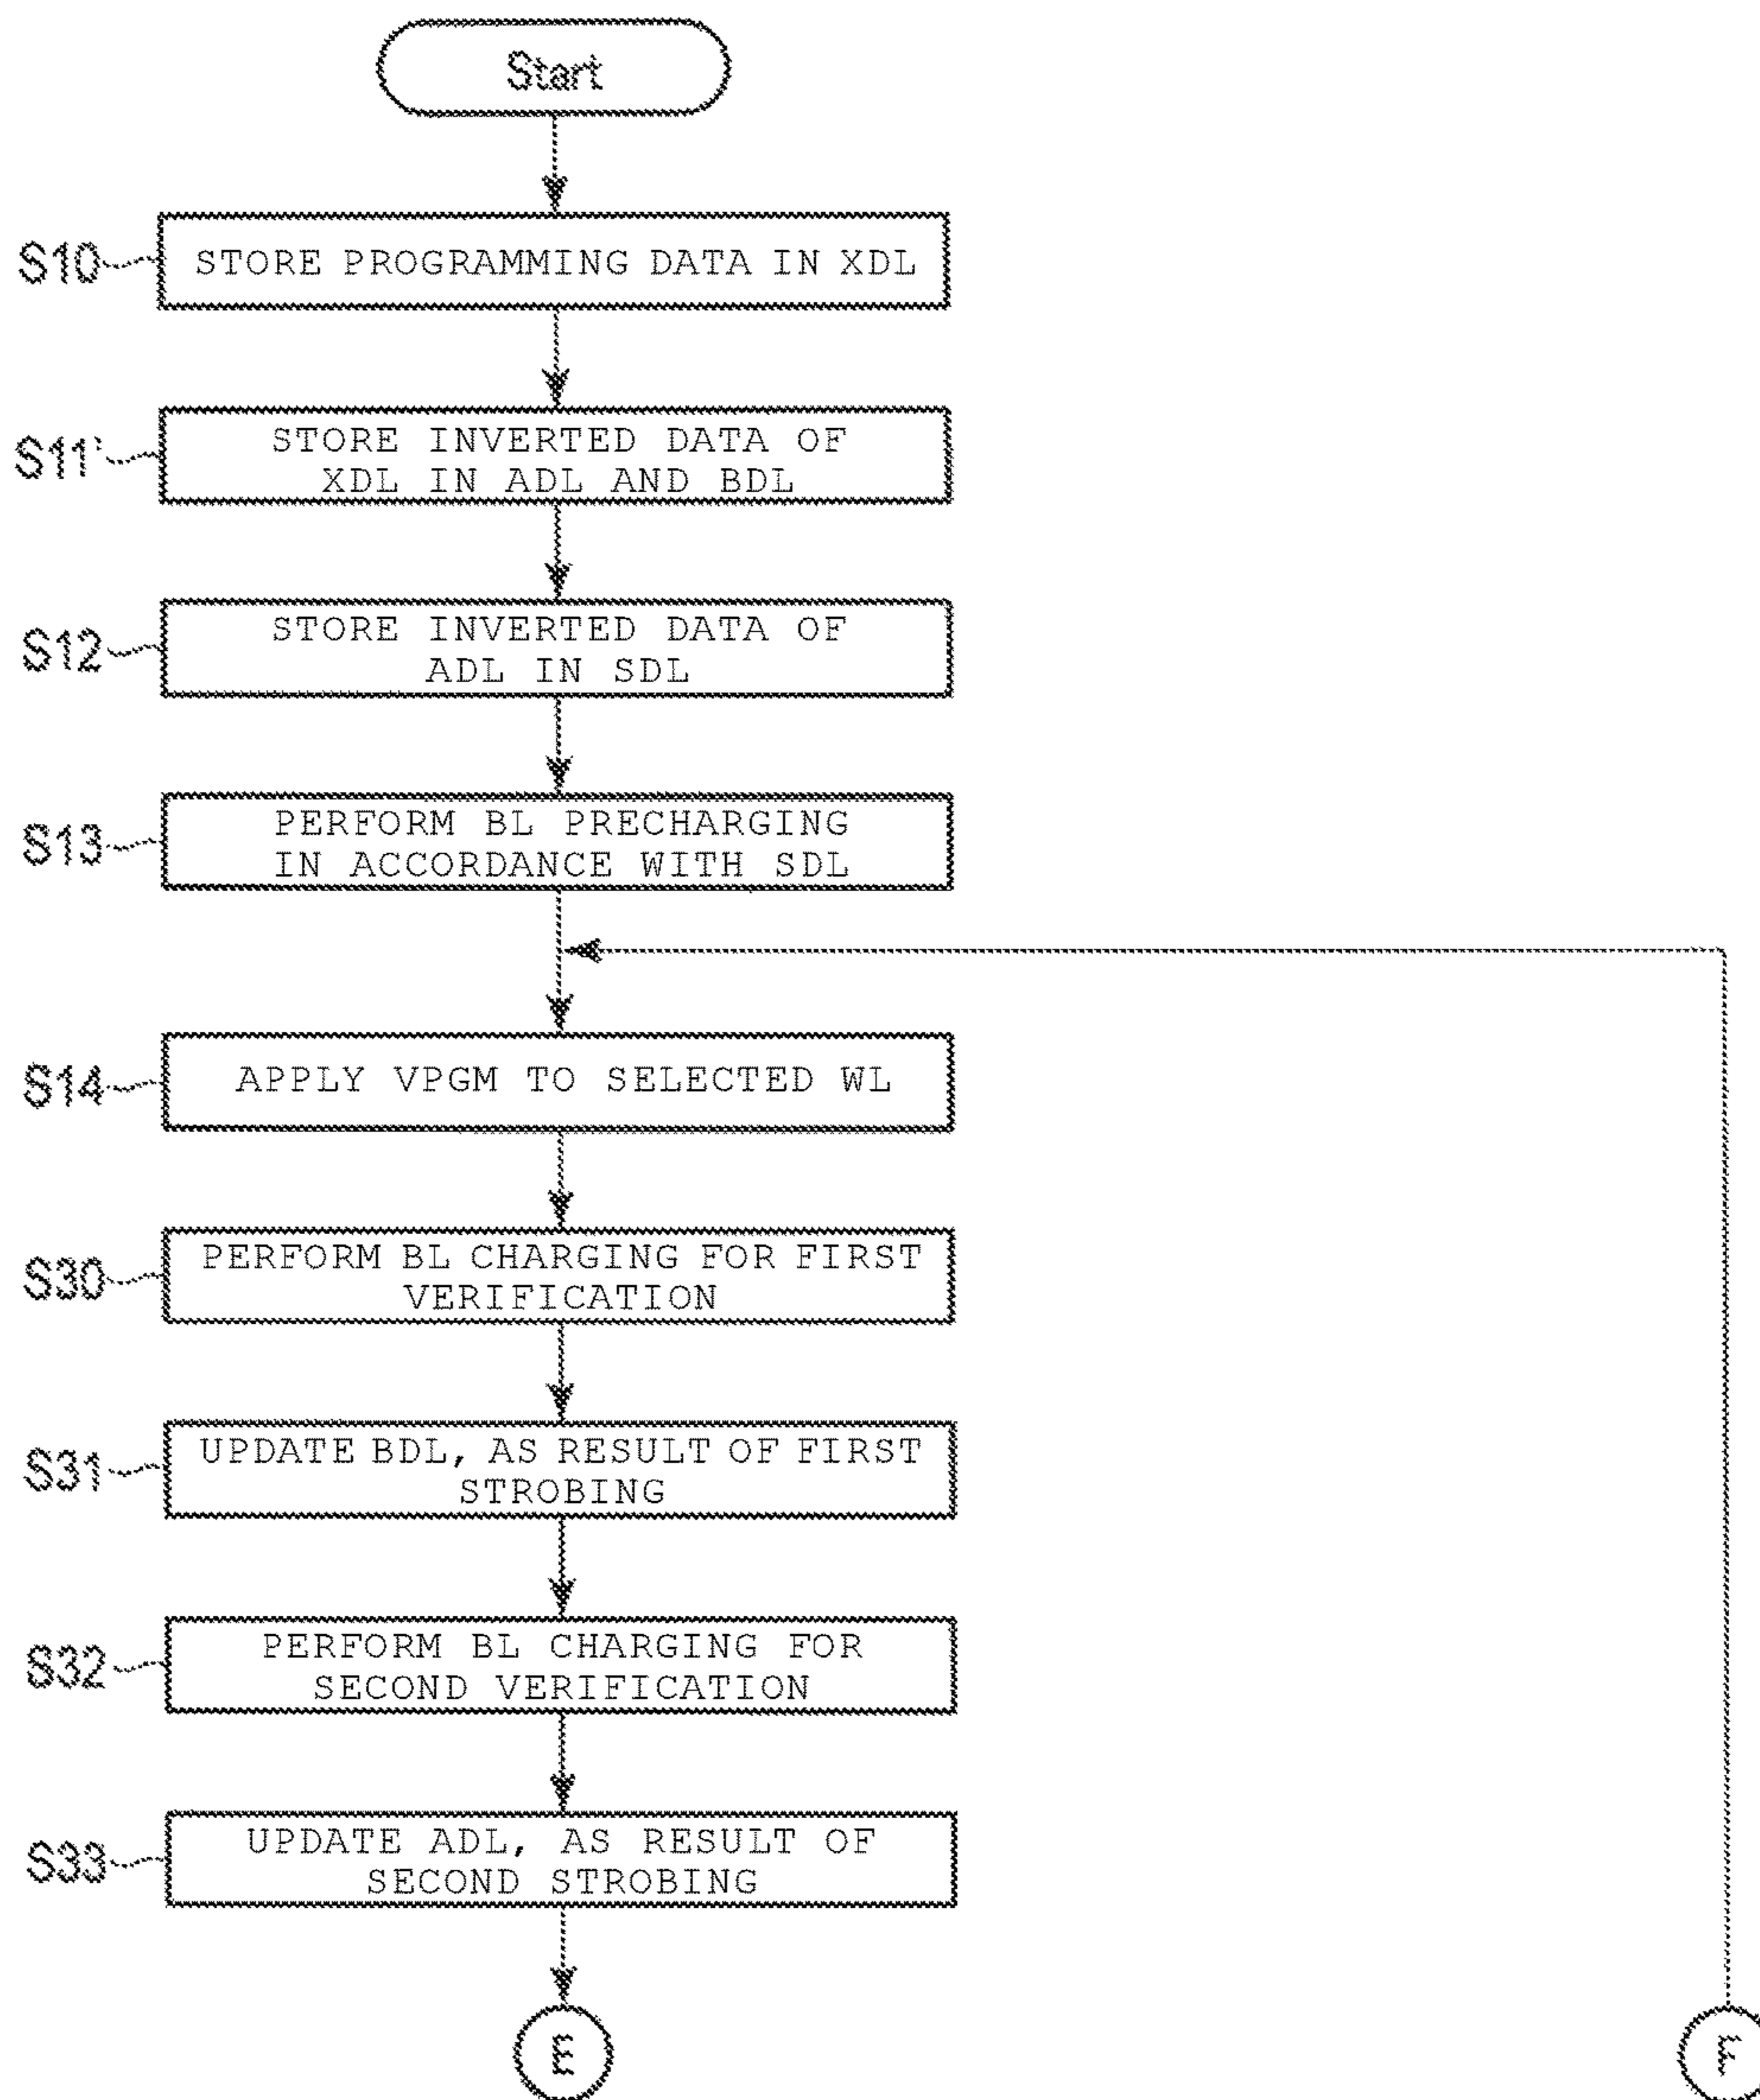 Start
S10
STORE PROGRAMMING DATA IN XDL
S11'
STORE INVERTED DATA OF
XDL IN ADL AND BDL
S12
STORE INVERTED DATA OF
ADL IN SDL
S13
PERFORM BL PRECHARGING
IN ACCORDANCE WITH SDL
S14
APPLY VPGM TO SELECTED WL
S30
PERFORM BL CHARGING FOR FIRST
VERIFICATION
S31
UPDATE BDL, AS RESULT OF FIRST
STROBING
S32
PERFORM BL CHARGING FOR
SECOND VERIFICATION
S33
UPDATE ADL, AS RESULT OF
SECOND STROBING
E
F